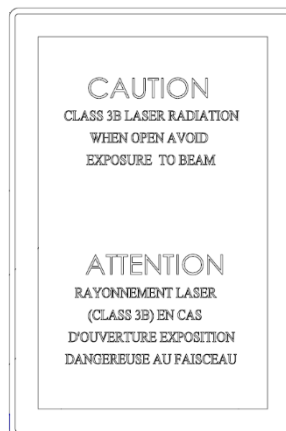 CAUTION
CLASS 3B LASER RADIATION
WHEN OPEN AVOID
EXPOSURE TO BEAM
ATTENTION
RAYONNEMENT LASER
(CLASS 3B) EN CAS
D'OUVERTURE EXPOSITION
DANGEREUSE AU FAISCEAU